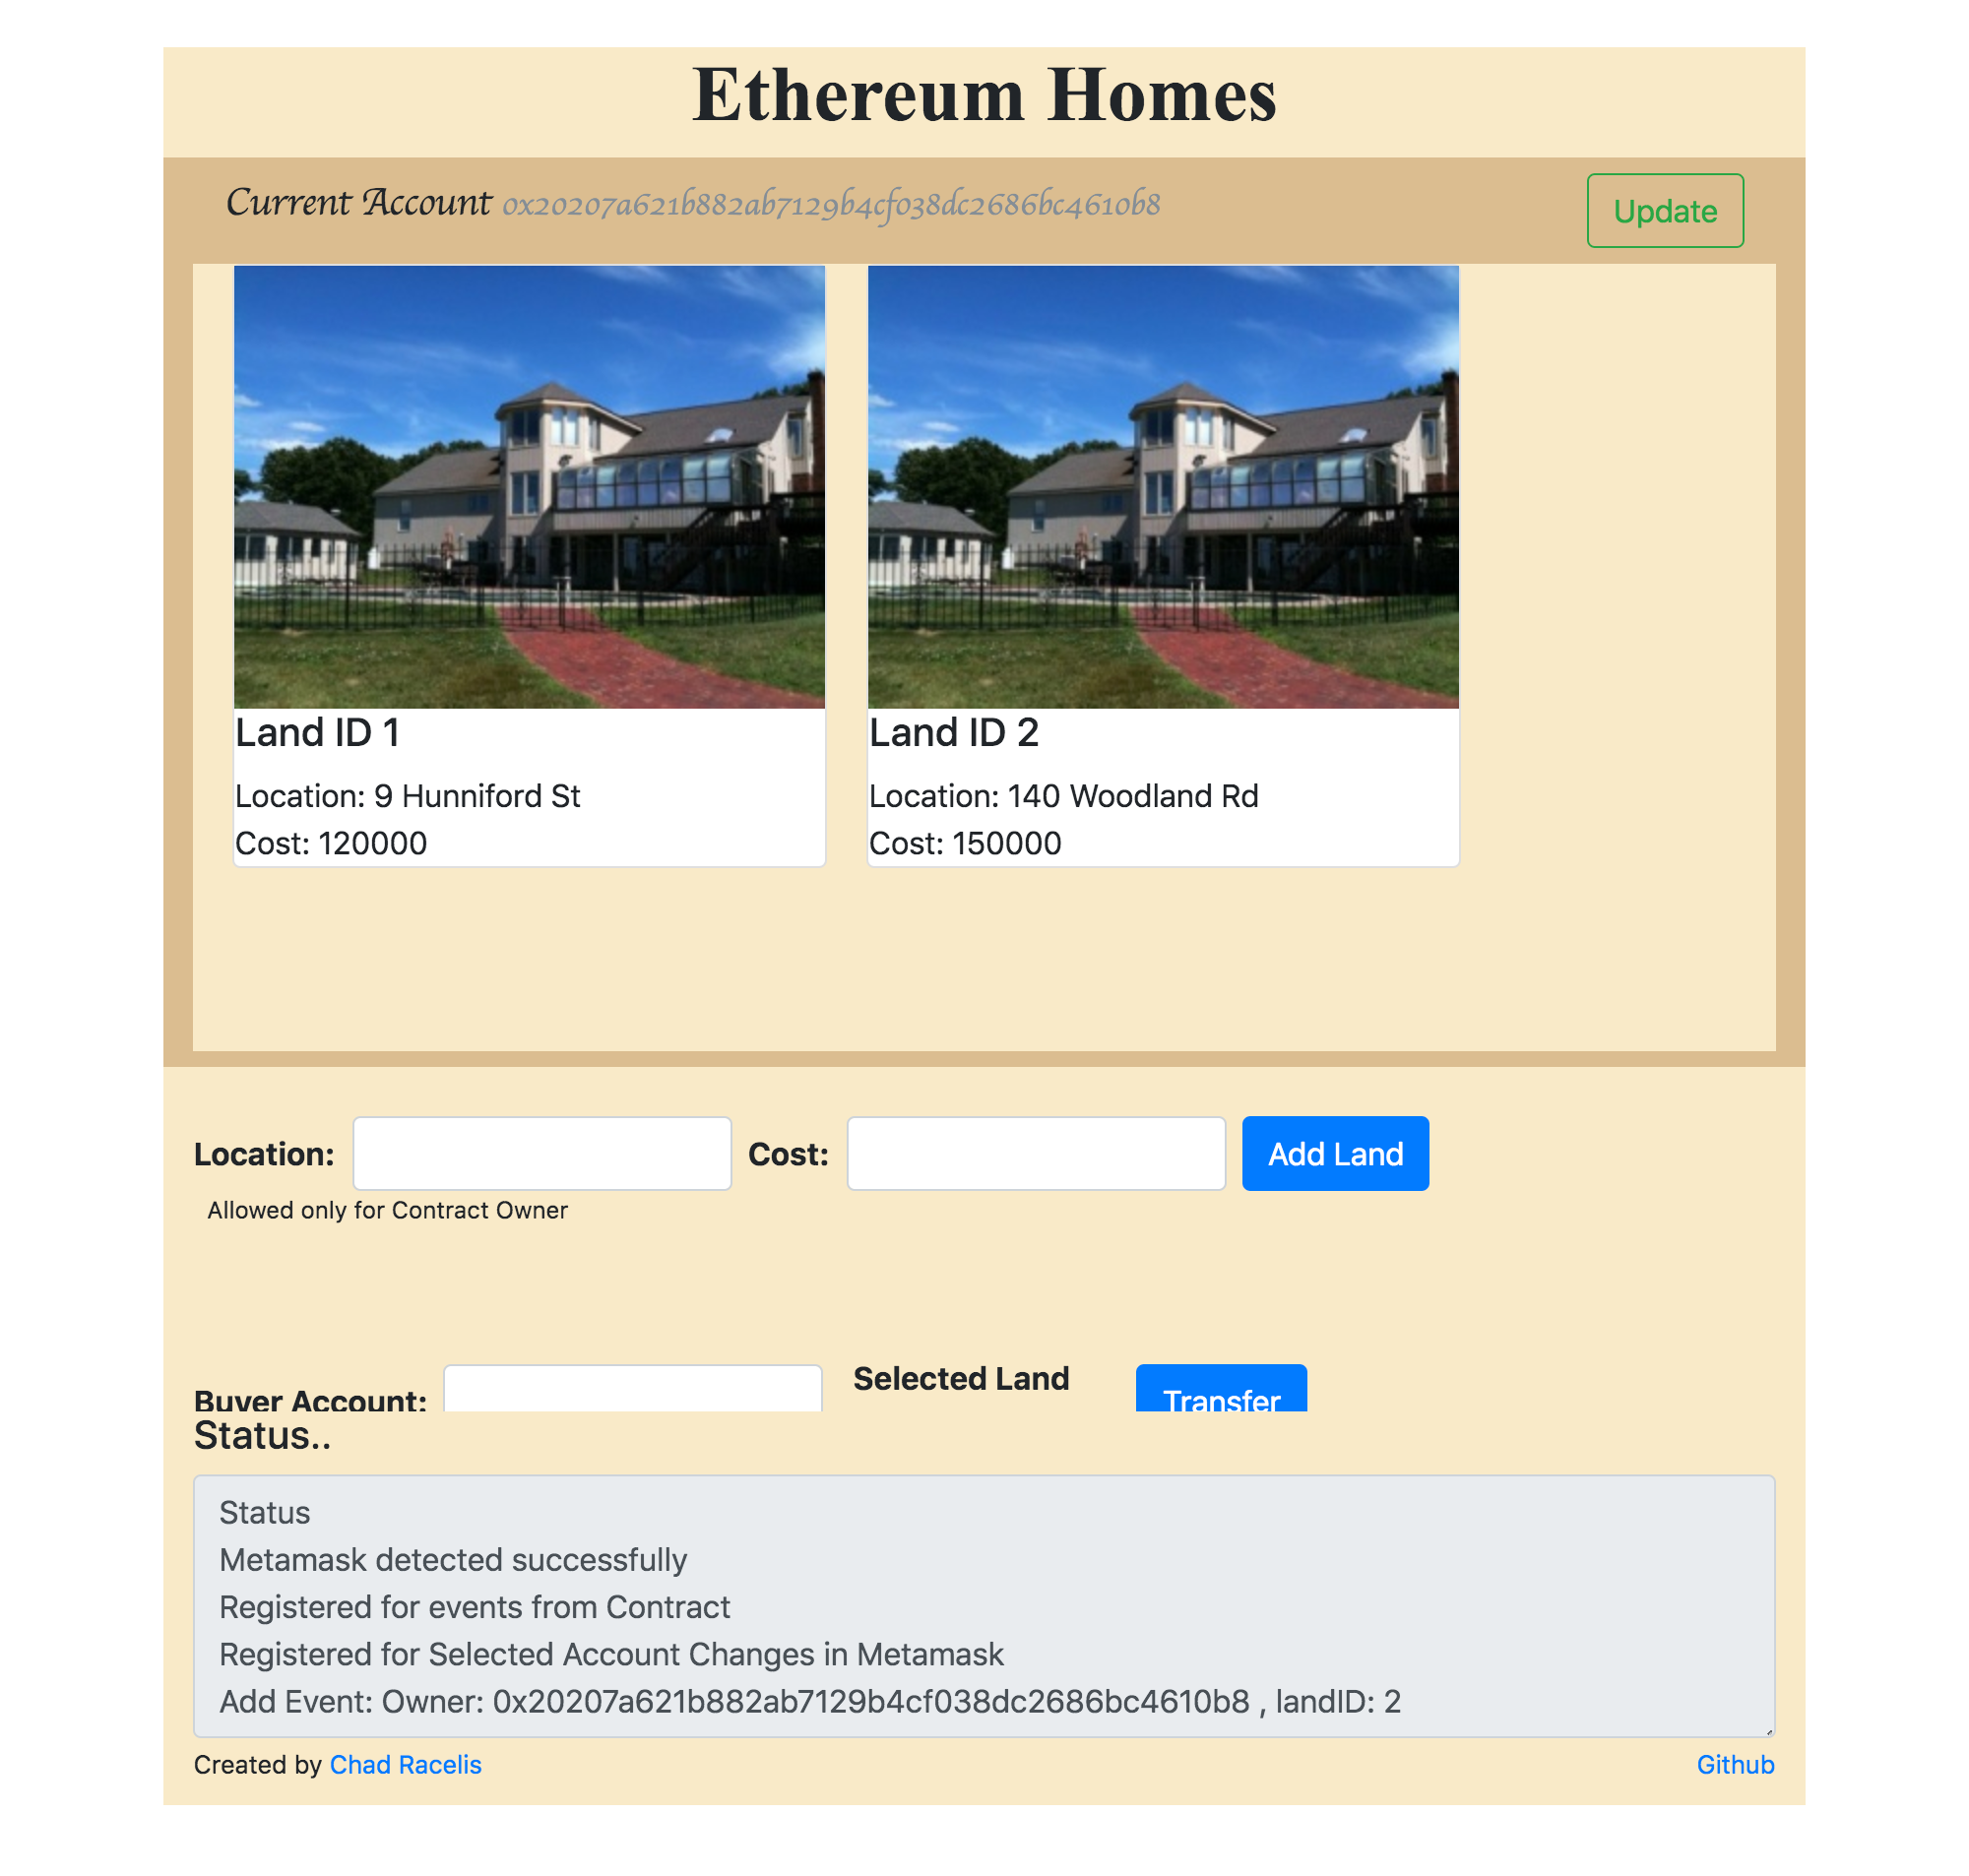 Ethereum Homes
Current Account 0x20207a621b882ab7129b4cf038dc2686bc4610b8
Update
Land ID 1
Location: 9 Hunniford St
Cost: 120000
Land ID 2
Location: 140 Woodland Rd
Cost: 150000
Location:
Cost:
Add Land
Allowed only for Contract Owner
Buyer Account:
Selected Land
Transfer
Status..
Status
Metamask detected successfully
Registered for events from Contract
Registered for Selected Account Changes in Metamask
Add Event: Owner: 0x20207a621b882ab7129b4cf038dc2686bc4610b8 , landID: 2
Created by Chad Racelis
Github